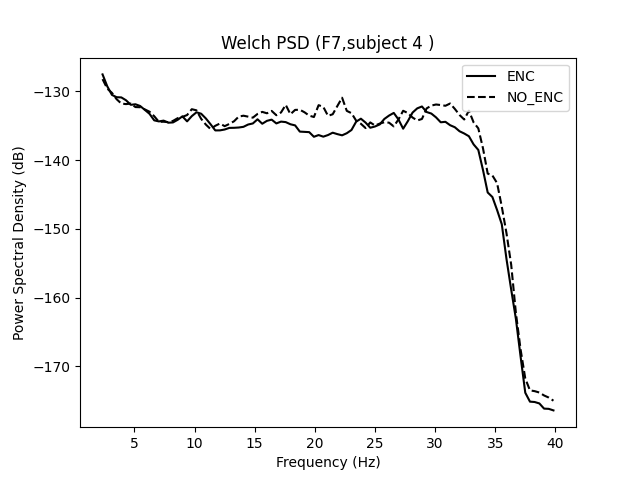 Welch PSD (F7,subject 4 )
ENC
NO_ENC
Power Spectral Density (dB)
−130
−140
−150
−160
−170
5 10 15 20 25 30 35 40
Frequency (Hz)